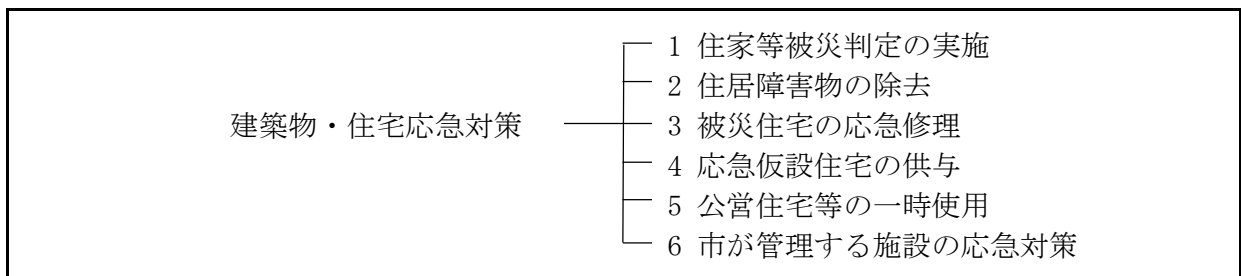 1 住家等被災判定の実施
2 住居障害物の除去
建築物・住宅応急対策
3 被災住宅の応急修理
4 応急仮設住宅の供与
5 公営住宅等の一時使用
6 市が管理する施設の応急対策